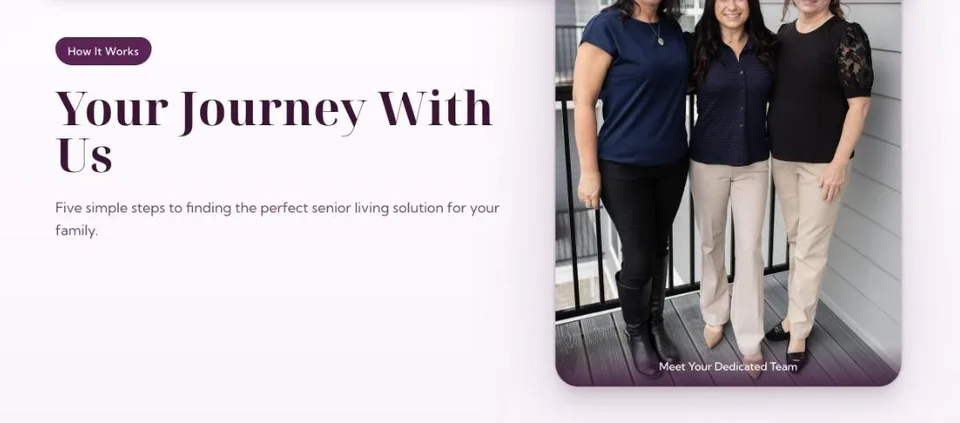 How It Works
Your Journey With
Us
Five simple steps to finding the perfect senior living solution for your
family.
Meet Your Dedicated Team